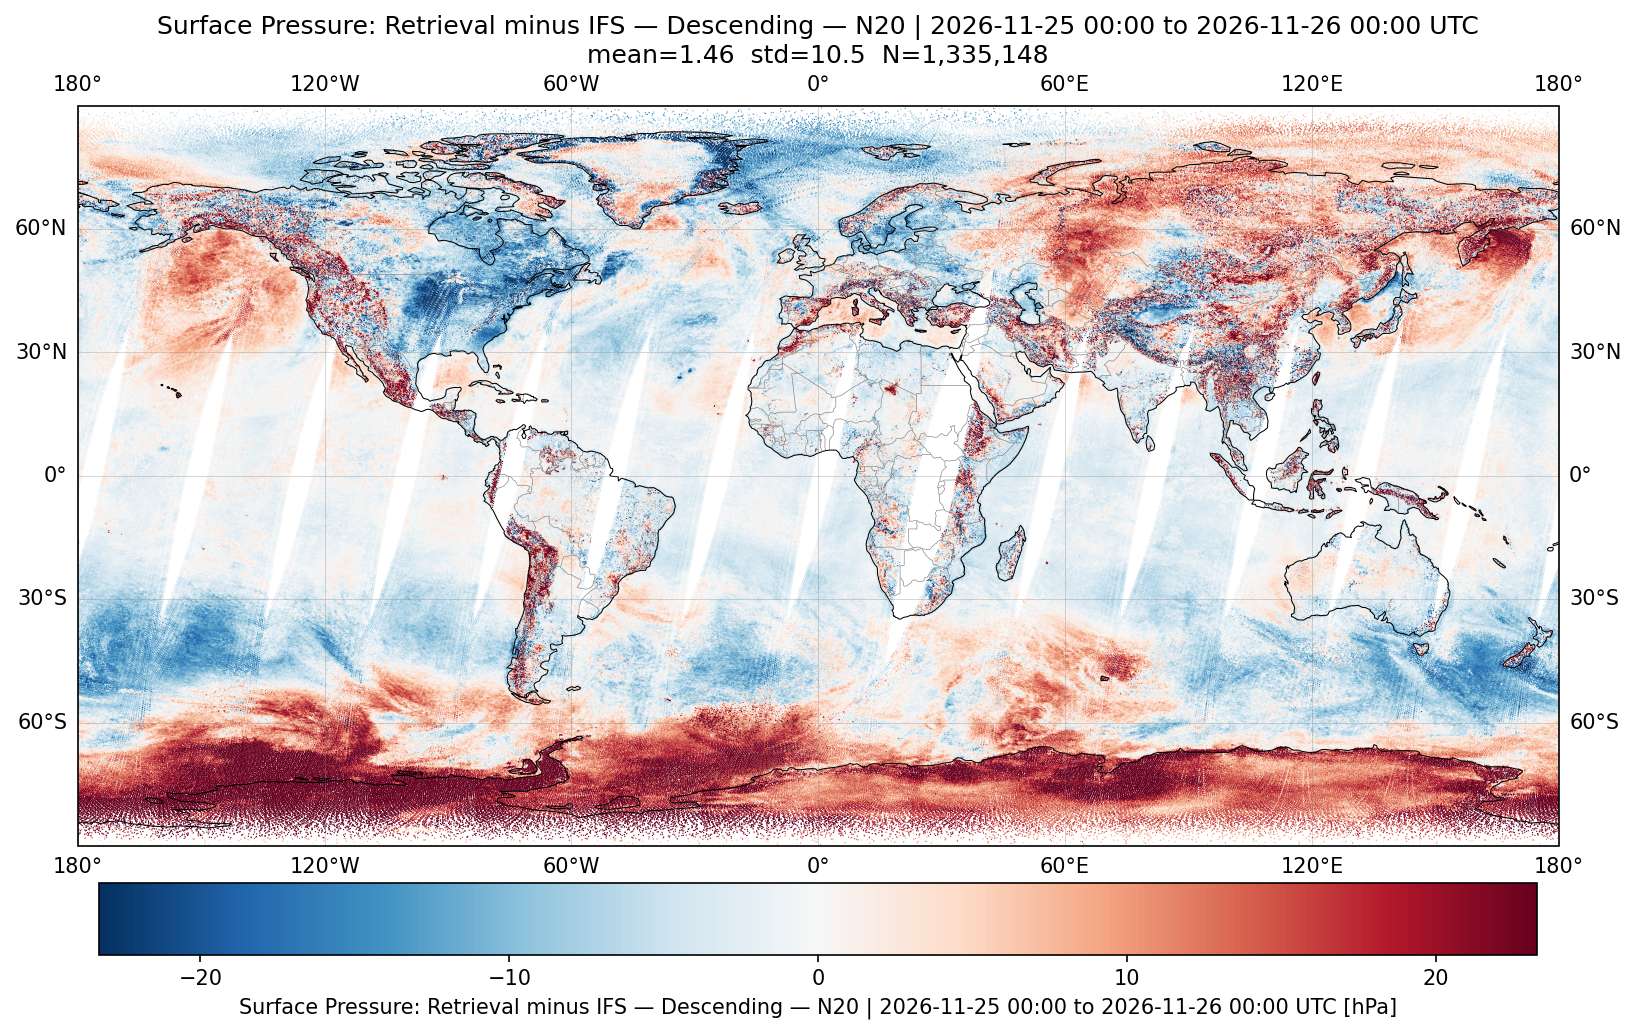 Surface Pressure: Retrieval minus IFS — Descending — N20 | 2026-11-25 00:00 to 2026-11-26 00:00 UTC
mean=1.46 std=10.5 N=1,335,148
180° 120°W 60°W 0° 60°E 120°E 180°
60°N 60°N
30°N 30°N
0° 0°
30°S 30°S
60°S 60°S
180° 120°W 60°W 0° 60°E 120°E 180°
−20 −10 0 10 20
Surface Pressure: Retrieval minus IFS — Descending — N20 | 2026-11-25 00:00 to 2026-11-26 00:00 UTC [hPa]